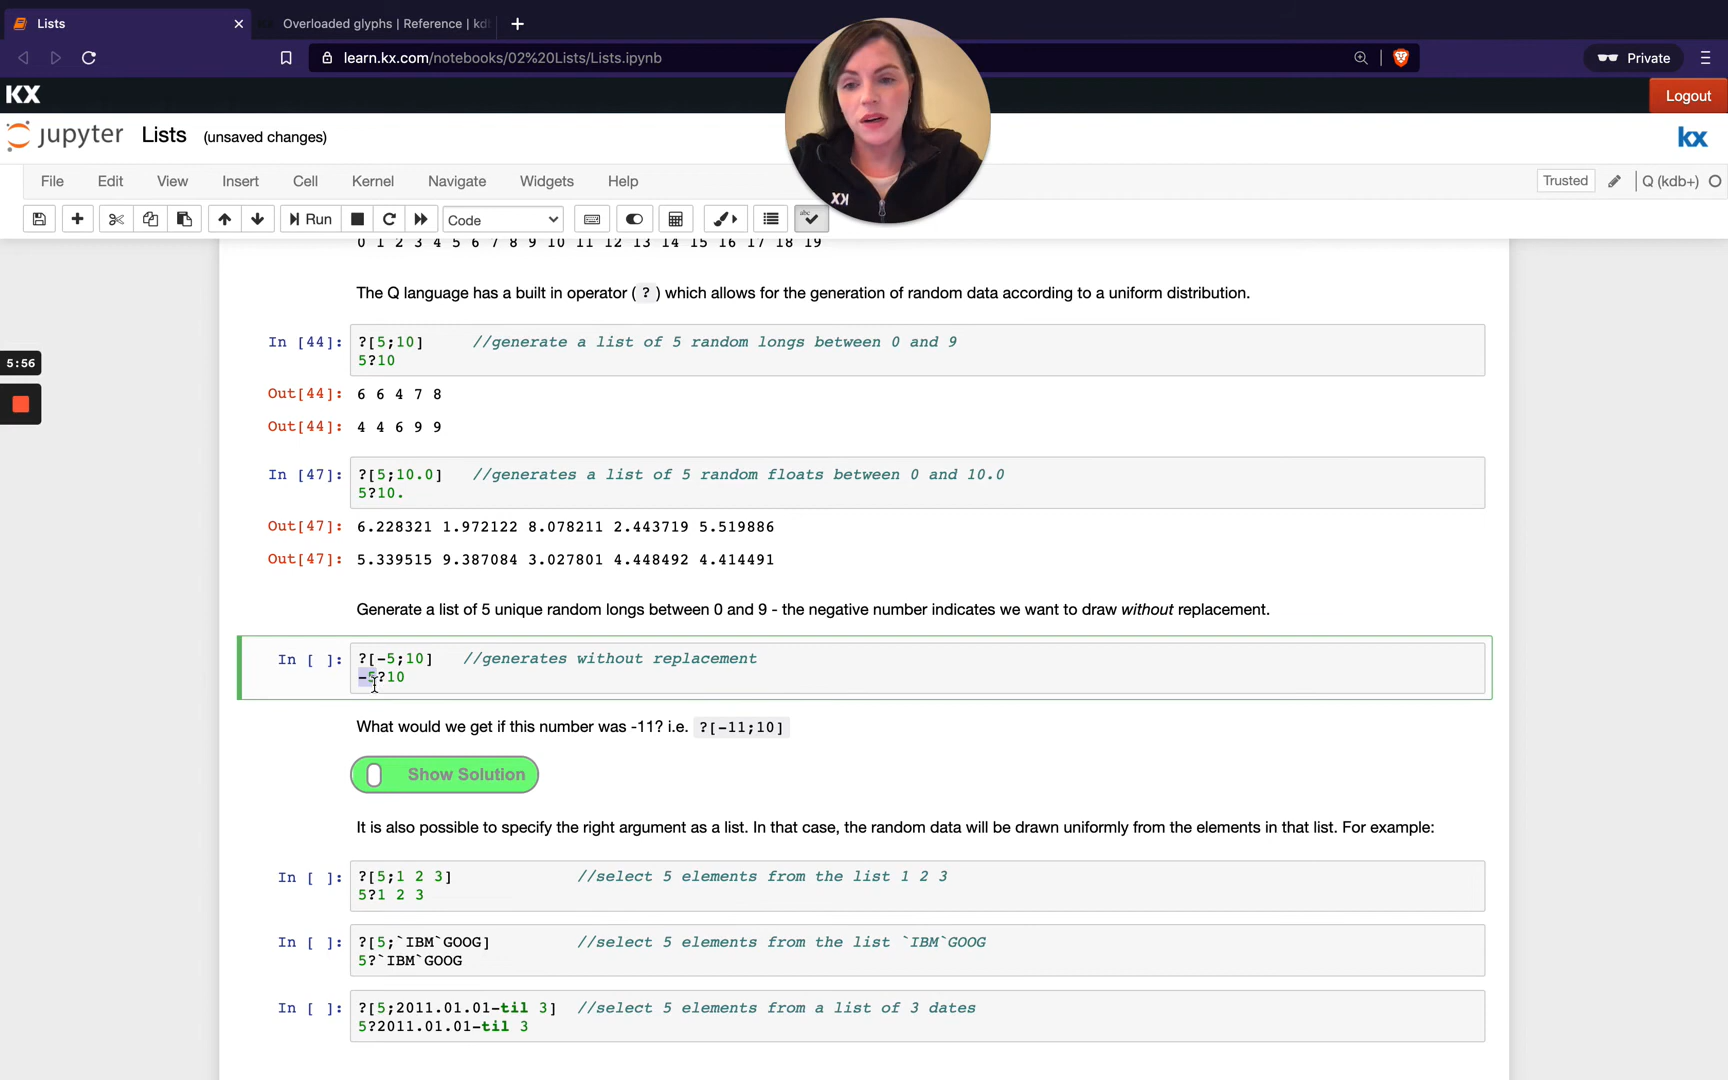 Lists
Overloaded glyphs | Reference | kd
learn.kx.com/notebooks/02%20Lists/Lists.ipynb
Private
KX
Logout
jupyter Lists (unsaved changes)
kx
File Edit View Insert Cell Kernel Navigate Widgets Help
Trusted Q (kdb+)
Run Code
abc
KX
0 1 2 3 4 5 6 7 8 9 10 11 12 13 14 15 16 17 18 19
The Q language has a built in operator ( ? ) which allows for the generation of random data according to a uniform distribution.
In [44]: ?[5;10] //generate a list of 5 random longs between 0 and 9
5?10
5:56
Out[44]: 6 6 4 7 8
Out[44]: 4 4 6 9 9
In [47]: ?[5;10.0] //generates a list of 5 random floats between 0 and 10.0
5?10.
Out[47]: 6.228321 1.972122 8.078211 2.443719 5.519886
Out[47]: 5.339515 9.387084 3.027801 4.448492 4.414491
Generate a list of 5 unique random longs between 0 and 9 - the negative number indicates we want to draw without replacement.
In [ ]: ?[-5;10] //generates without replacement
-5?10
What would we get if this number was -11? i.e. ?[-11;10]
Show Solution
It is also possible to specify the right argument as a list. In that case, the random data will be drawn uniformly from the elements in that list. For example:
In [ ]: ?[5;1 2 3] //select 5 elements from the list 1 2 3
5?1 2 3
In [ ]: ?[5;`IBM`GOOG] //select 5 elements from the list `IBM`GOOG
5?`IBM`GOOG
In [ ]: ?[5;2011.01.01-til 3] //select 5 elements from a list of 3 dates
5?2011.01.01-til 3